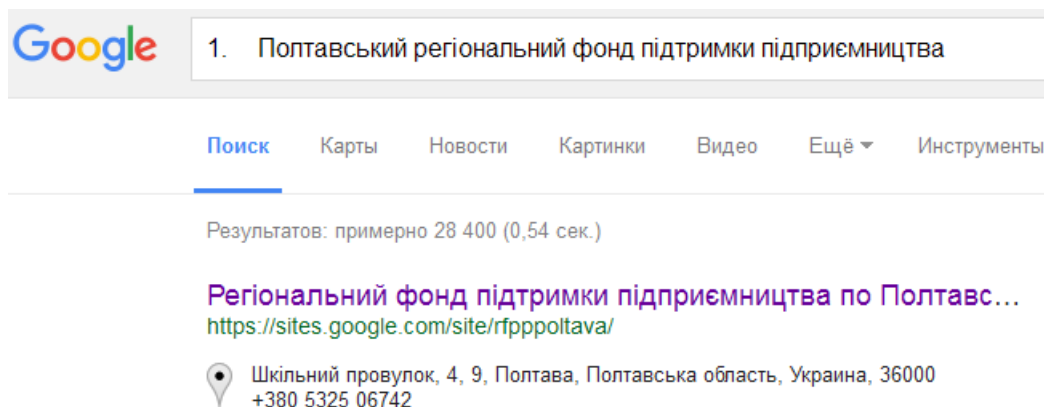 Google
1. Полтавський регіональний фонд підтримки підприємництва
Поиск Карты Новости Картинки Видео Ещё Инструменты
Результатов: примерно 28 400 (0,54 сек.)
Регіональний фонд підтримки підприємництва по Полтавс...
https://sites.google.com/site/rfpppoltava/
Шкільний провулок, 4, 9, Полтава, Полтавська область, Украина, 36000
+380 5325 06742